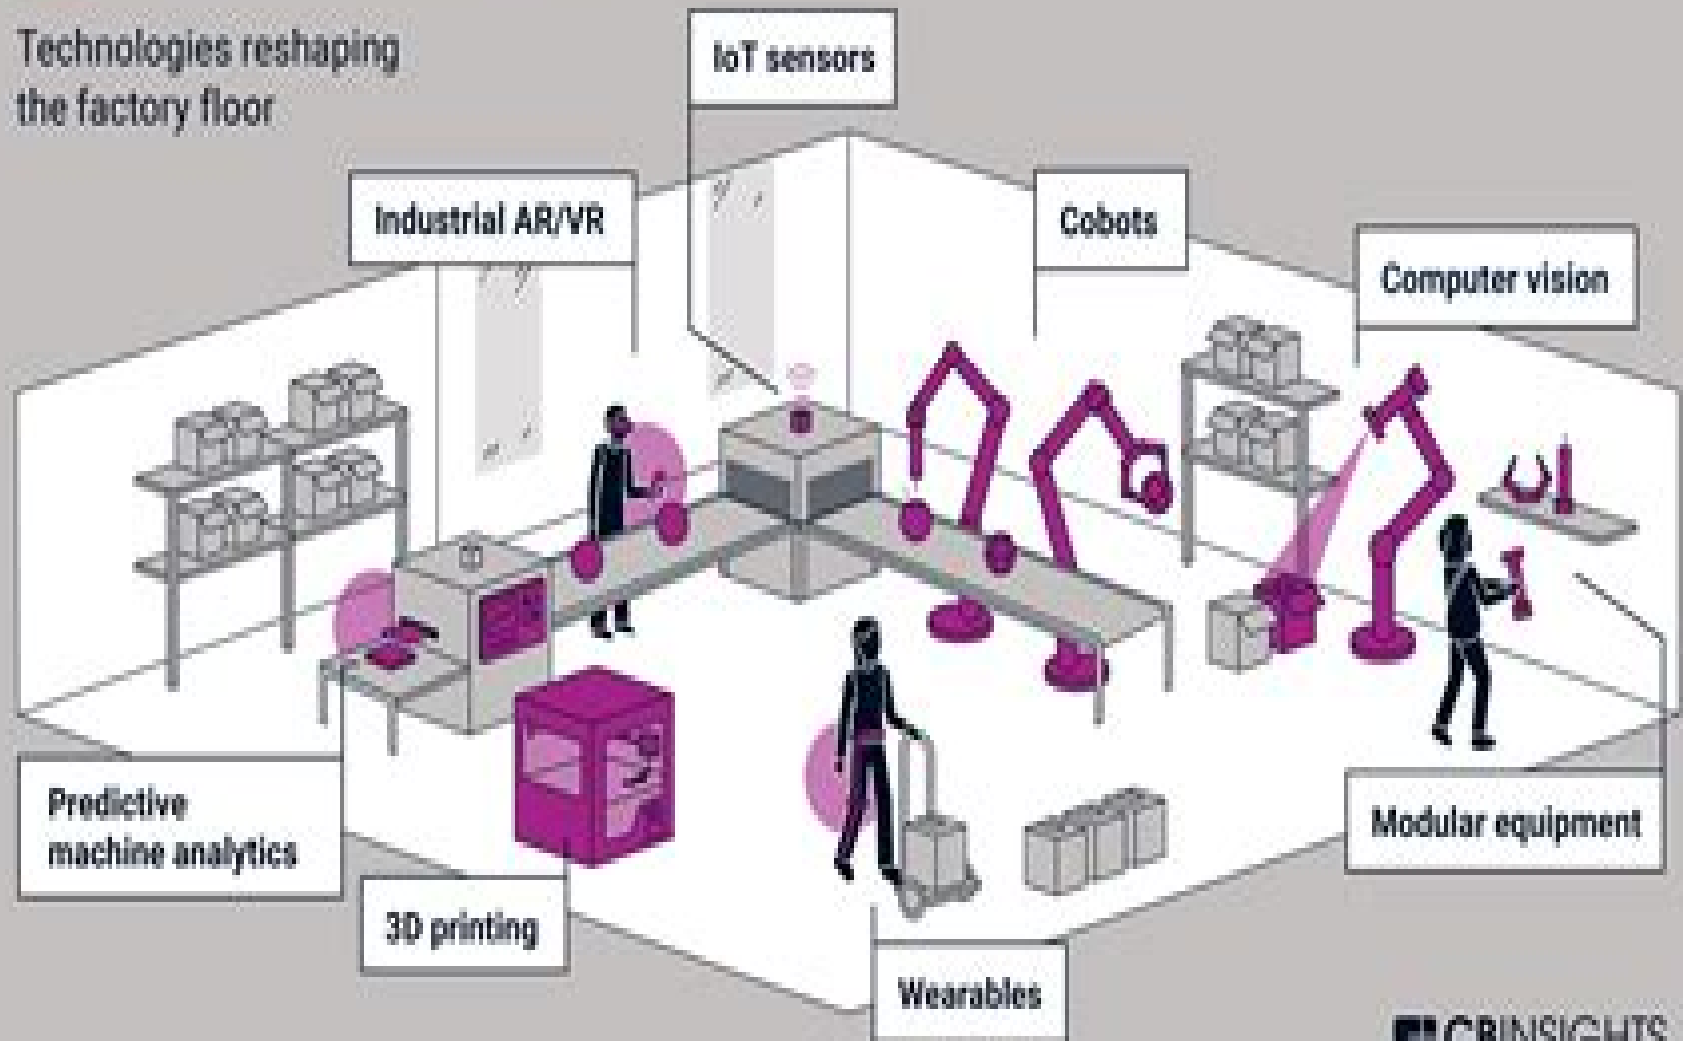 Technologies reshaping
the factory floor
IoT sensors
Industrial AR/VR
Cobots
Computer vision
Predictive
machine analytics
3D printing
Wearables
Modular equipment
CBINSIGHTS